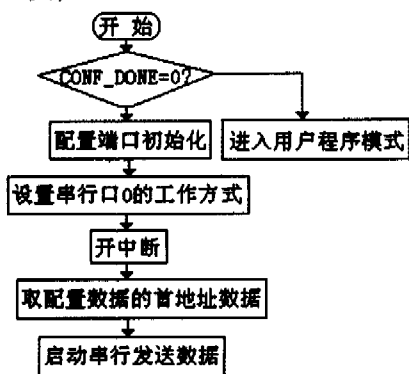 开 始
CONF_DONE=0?
配置端口初始化
进入用户程序模式
设置串行口0的工作方式
开中断
取配置数据的首地址数据
启动串行发送数据